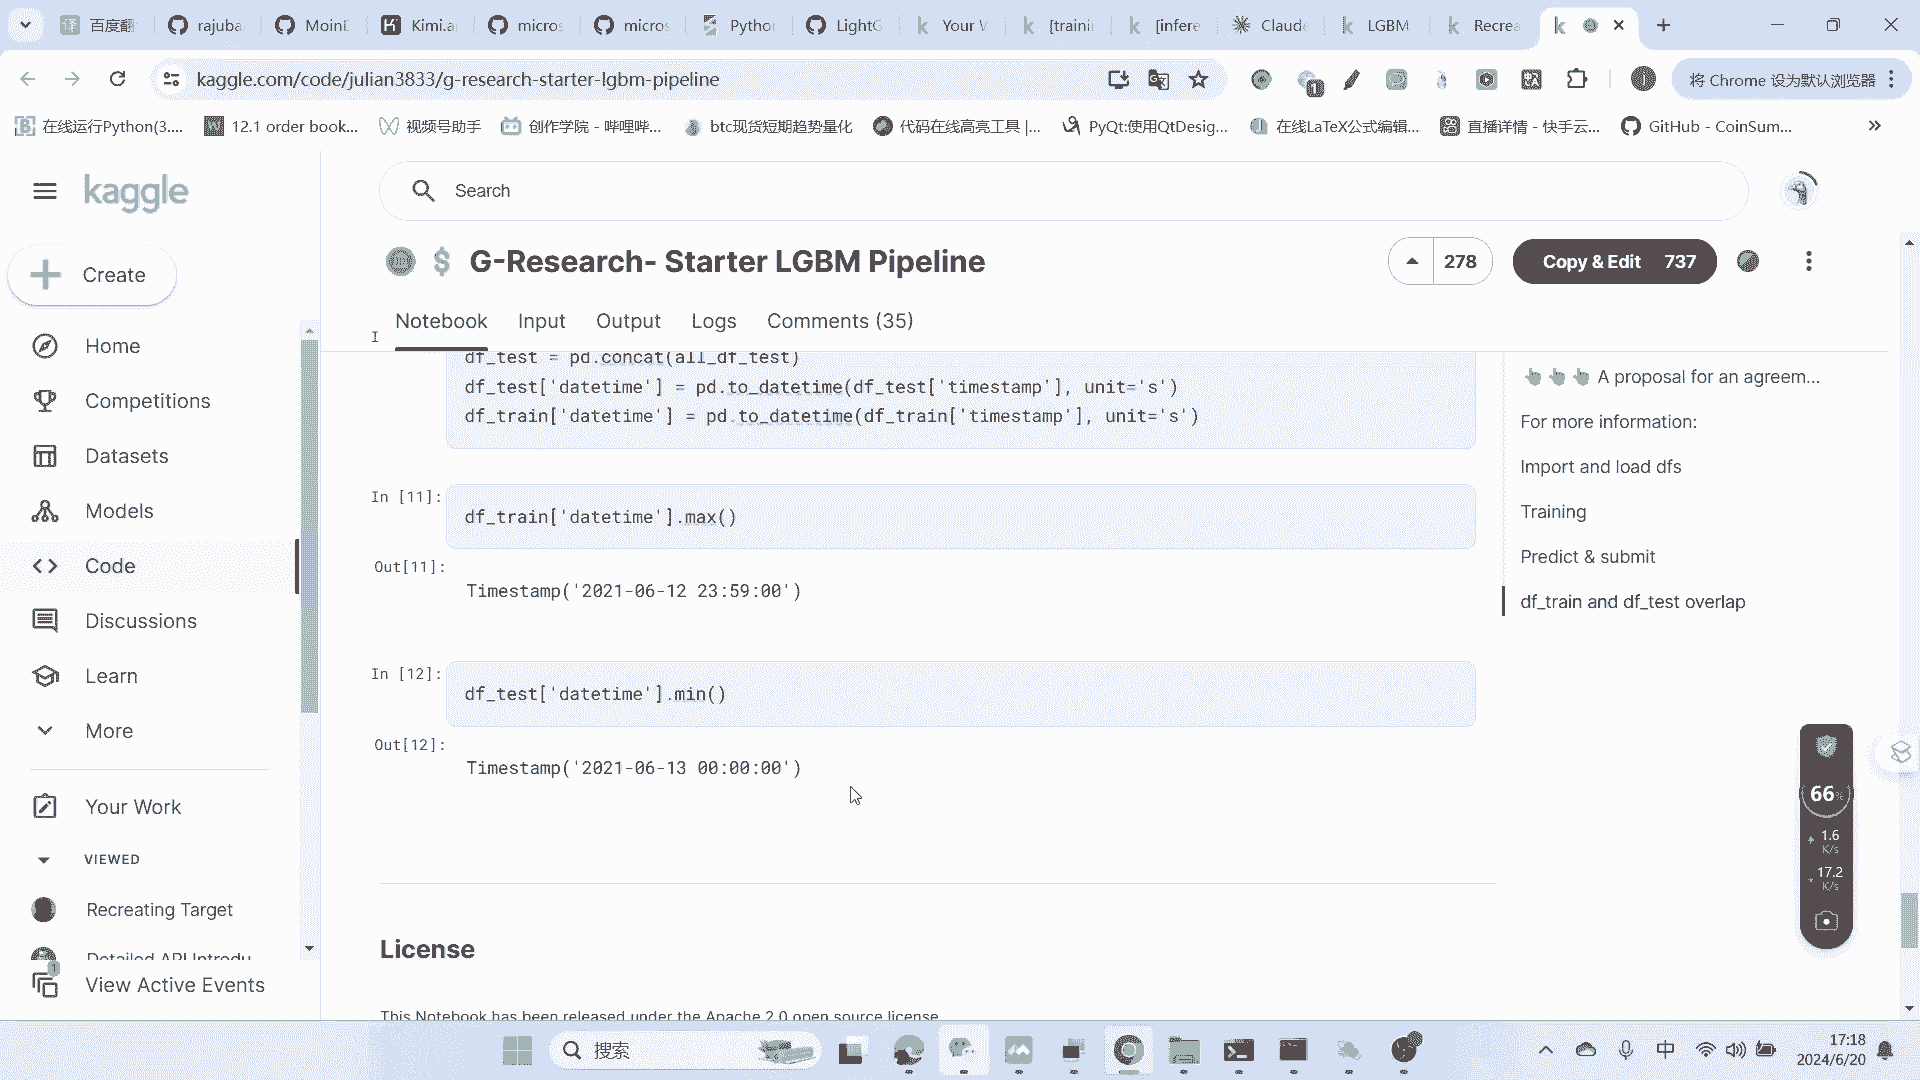 百度翻
rajuba
MoinI
Kimi.a
micros
micros
Pythor
LightG
Your W
[traini
[infere
Claude
LGBM
Recrea
kaggle.com/code/julian3833/g-research-starter-lgbm-pipeline
将 Chrome 设为默认浏览器
在线运行Python(3....
12.1 order book...
视频号助手
创作学院 - 哔哩哔...
btc现货短期趋势量化
代码在线高亮工具 |...
PyQt:使用QtDesig...
在线LaTeX公式编辑...
直播详情 - 快手云...
GitHub - CoinSum...
kaggle
Search
Create
G-Research- Starter LGBM Pipeline
278
Copy & Edit 737
Notebook
Input
Output
Logs
Comments (35)
Home
Competitions
Datasets
Models
Code
Discussions
Learn
More
Your Work
VIEWED
Recreating Target
Detailed API Introdu
View Active Events
df_test = pd.concat(all_df_test)
df_test['datetime'] = pd.to_datetime(df_test['timestamp'], unit='s')
df_train['datetime'] = pd.to_datetime(df_train['timestamp'], unit='s')
In [11]:
df_train['datetime'].max()
Out[11]:
Timestamp('2021-06-12 23:59:00')
In [12]:
df_test['datetime'].min()
Out[12]:
Timestamp('2021-06-13 00:00:00')
License
This Notebook has been released under the Apache 2.0 open source license.
A proposal for an agreem...
For more information:
Import and load dfs
Training
Predict & submit
df_train and df_test overlap
66%
1.6
K/s
17.2
K/s
搜索
中
17:18
2024/6/20